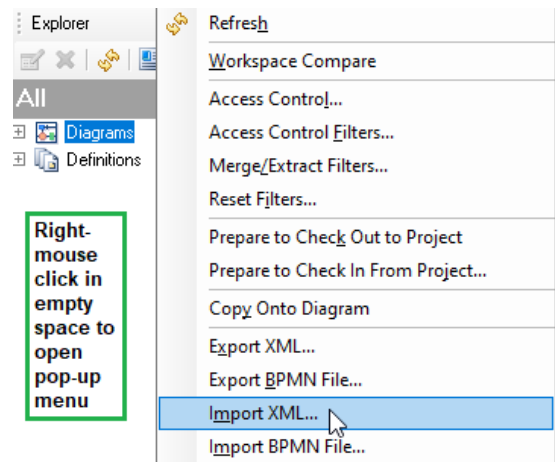 Explorer
All
Diagrams
Definitions
Right-
mouse
click in
empty
space to
open
pop-up
menu
Refresh
Workspace Compare
Access Control...
Access Control Filters...
Merge/Extract Filters...
Reset Filters...
Prepare to Check Out to Project
Prepare to Check In From Project...
Copy Onto Diagram
Export XML...
Export BPMN File...
Import XML...
Import BPMN File...